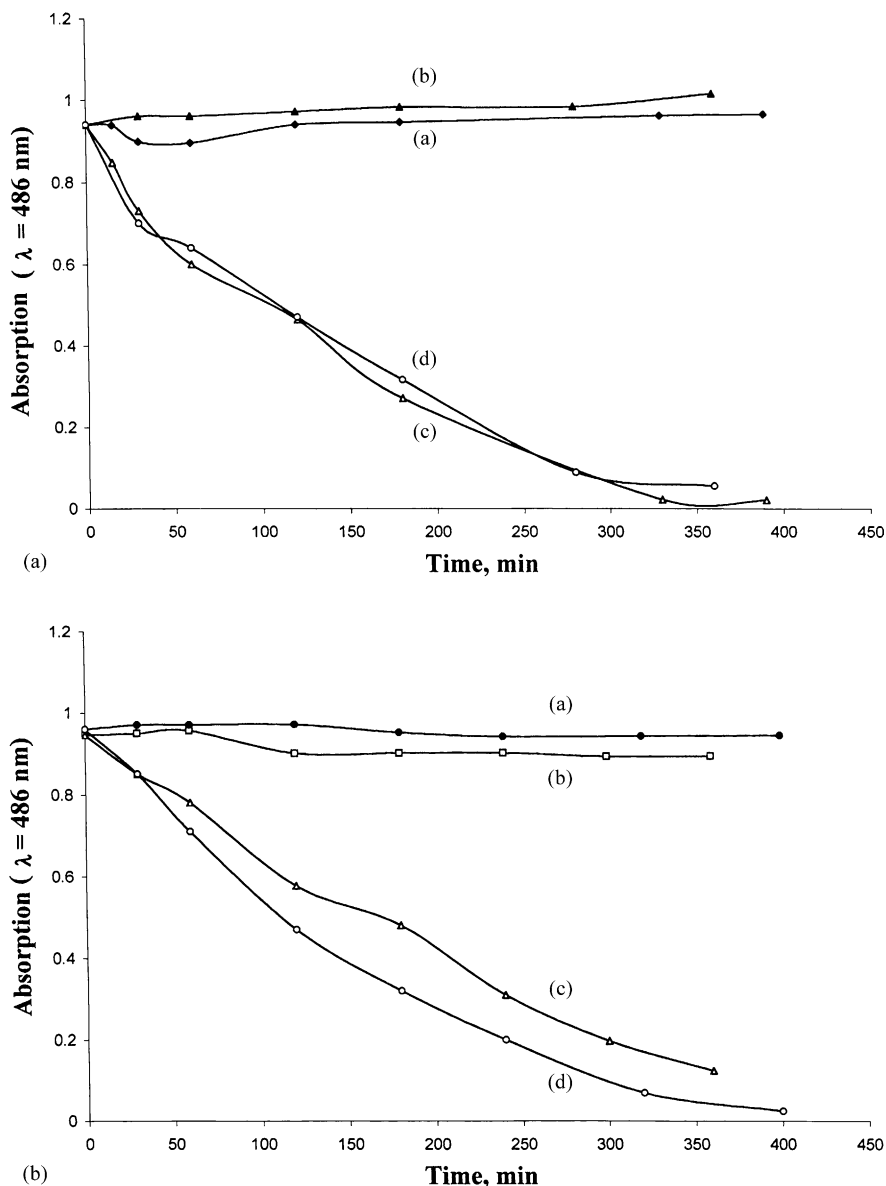 1.2
(b)
1
(a)
0.8
0.6
(d)
0.4
(c)
0.2
0
0 50 100 150 200 250 300 350 400 450
Absorption ( λ = 486 nm)
Time, min
(a)
1.2
(a)
1
(b)
0.8
0.6
0.4
(c)
0.2
(d)
0
0 50 100 150 200 250 300 350 400 450
Absorption ( λ = 486 nm)
Time, min
(b)